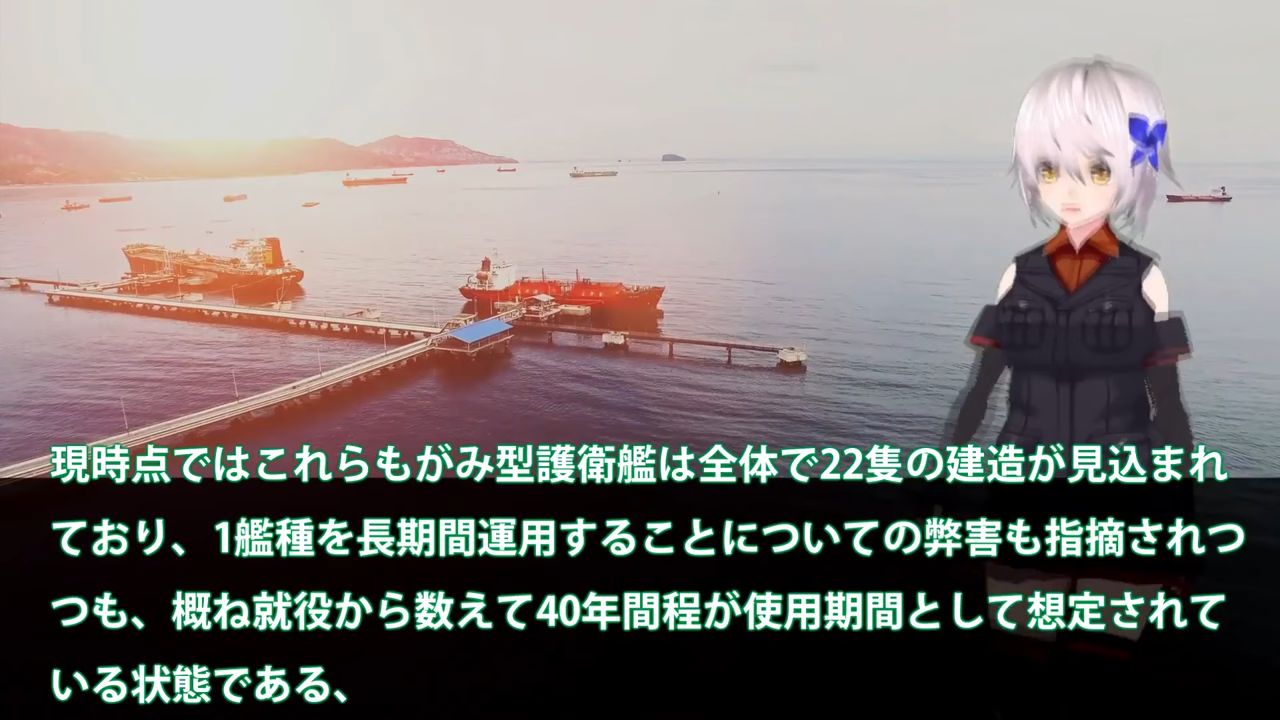 現時点ではこれらもがみ型護衛艦は全体で22隻の建造が見込まれ
ており、1艦種を長期間運用することについての弊害も指摘されつ
つも、概ね就役から数えて40年間程が使用期間として想定されて
いる状態である、